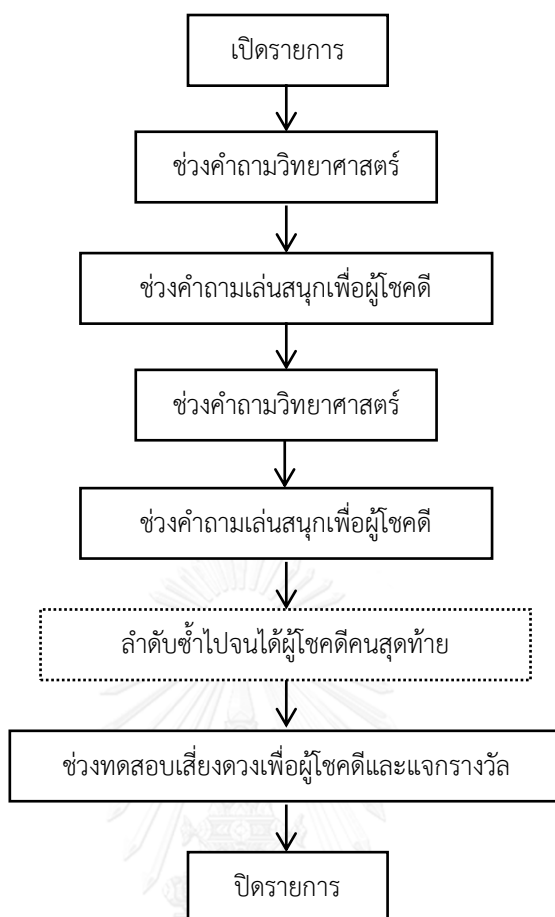 เปิดรายการ
ช่วงคำถามวิทยาศาสตร์
ช่วงคำถามเล่นสนุกเพื่อผู้โชคดี
ช่วงคำถามวิทยาศาสตร์
ช่วงคำถามเล่นสนุกเพื่อผู้โชคดี
ลำดับซ้ำไปจนได้ผู้โชคดีคนสุดท้าย
ช่วงทดสอบเสี่ยงดวงเพื่อผู้โชคดีและแจกรางวัล
ปิดรายการ